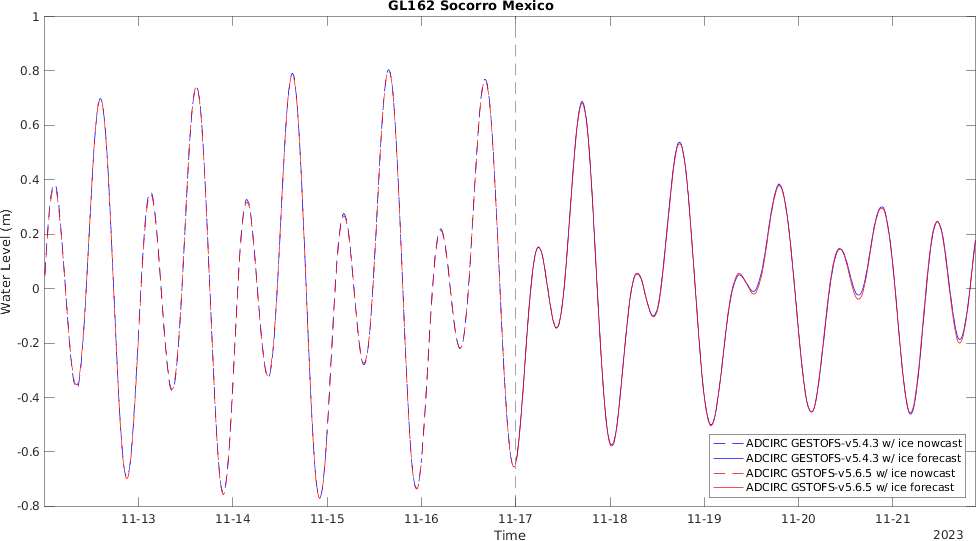 GL162 Socorro Mexico
1
0.8
0.6
0.4
0.2
0
-0.2
-0.4
-0.6
-0.8
Water Level (m)
11-13 11-14 11-15 11-16 11-17 11-18 11-19 11-20 11-21
Time
2023
ADCIRC GESTOFS-v5.4.3 w/ ice nowcast
ADCIRC GESTOFS-v5.4.3 w/ ice forecast
ADCIRC GSTOFS-v5.6.5 w/ ice nowcast
ADCIRC GSTOFS-v5.6.5 w/ ice forecast